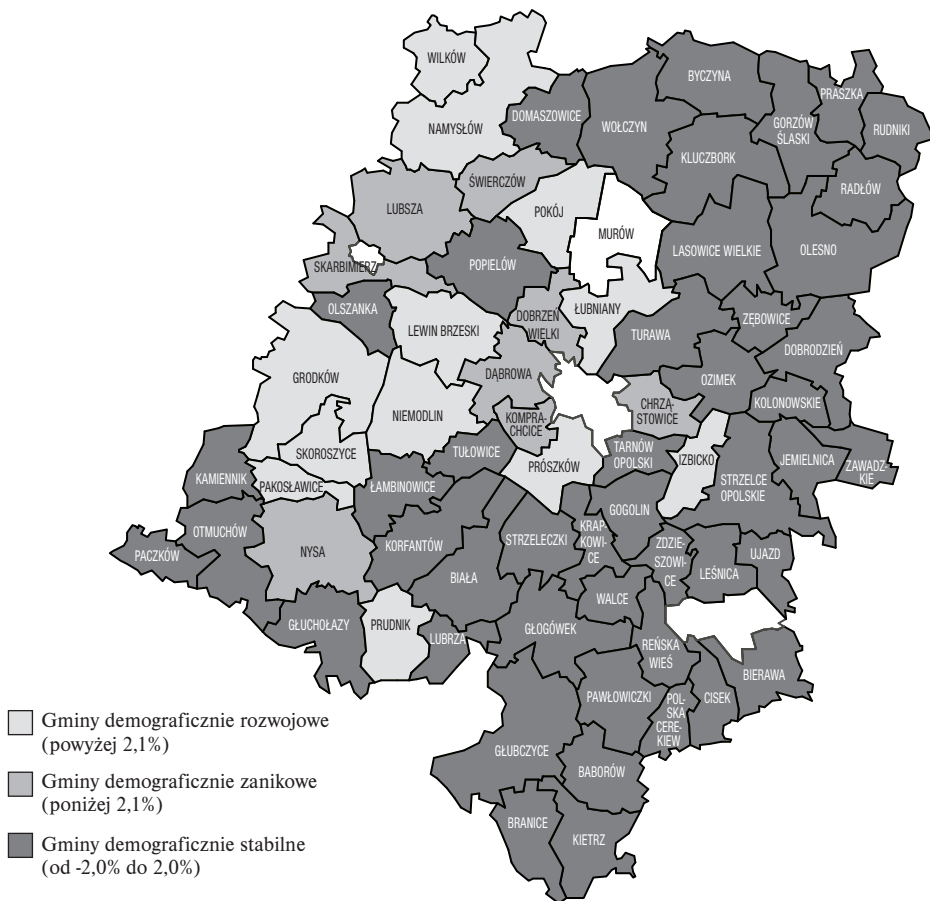 WILKÓW
NAMYSŁÓW
DOMASZOWICE
WOŁCZYN
BYCZYNA
PRASZKA
GORZÓW
ŚLĄSKI
RUDNIKI
KLUCZBORK
RADŁÓW
ŚWIERCZÓW
LUBSZA
POKÓJ
MURÓW
LASOWICE WIELKIE
OLESNO
SKARBIMIERZ
POPIELÓW
OLSZANKA
LEWIN BRZESKI
DOBRZEŃ
WIELKI
ŁUBNIANY
TURAWA
ZĘBOWICE
DOBRODZIEŃ
GRODKÓW
DĄBROWA
OZIMEK
NIEMODLIN
KOMPRA-
CHCICE
CHRZĄ-
STOWICE
KOLONOWSKIE
SKOROSZYCE
TUŁOWICE
PRÓSZKÓW
TARNÓW
OPOLSKI
IZBICKO
STRZELCE
OPOLSKIE
JEMIELNICA
ZAWADZ-
KIE
KAMIENNIK
PAKOSŁAWICE
ŁAMBINOWICE
GOGOLIN
OTMUCHÓW
PACZKÓW
NYSA
KORFANTÓW
STRZELECZKI
KRAP-
KOWI-
CE
ZDZIE-
SZOWI-
CE
LEŚNICA
UJAZD
BIAŁA
WALCE
GŁUCHOŁAZY
PRUDNIK
LUBRZA
GŁOGÓWEK
REŃSKA
WIEŚ
BIERAWA
PAWŁOWICZKI
POL-
SKA
CERE-
KIEW
CISEK
GŁUBCZYCE
BABORÓW
BRANICE
KIETRZ
Gminy demograficznie rozwojowe
(powyżej 2,1%)
Gminy demograficznie zanikowe
(poniżej 2,1%)
Gminy demograficznie stabilne
(od -2,0% do 2,0%)